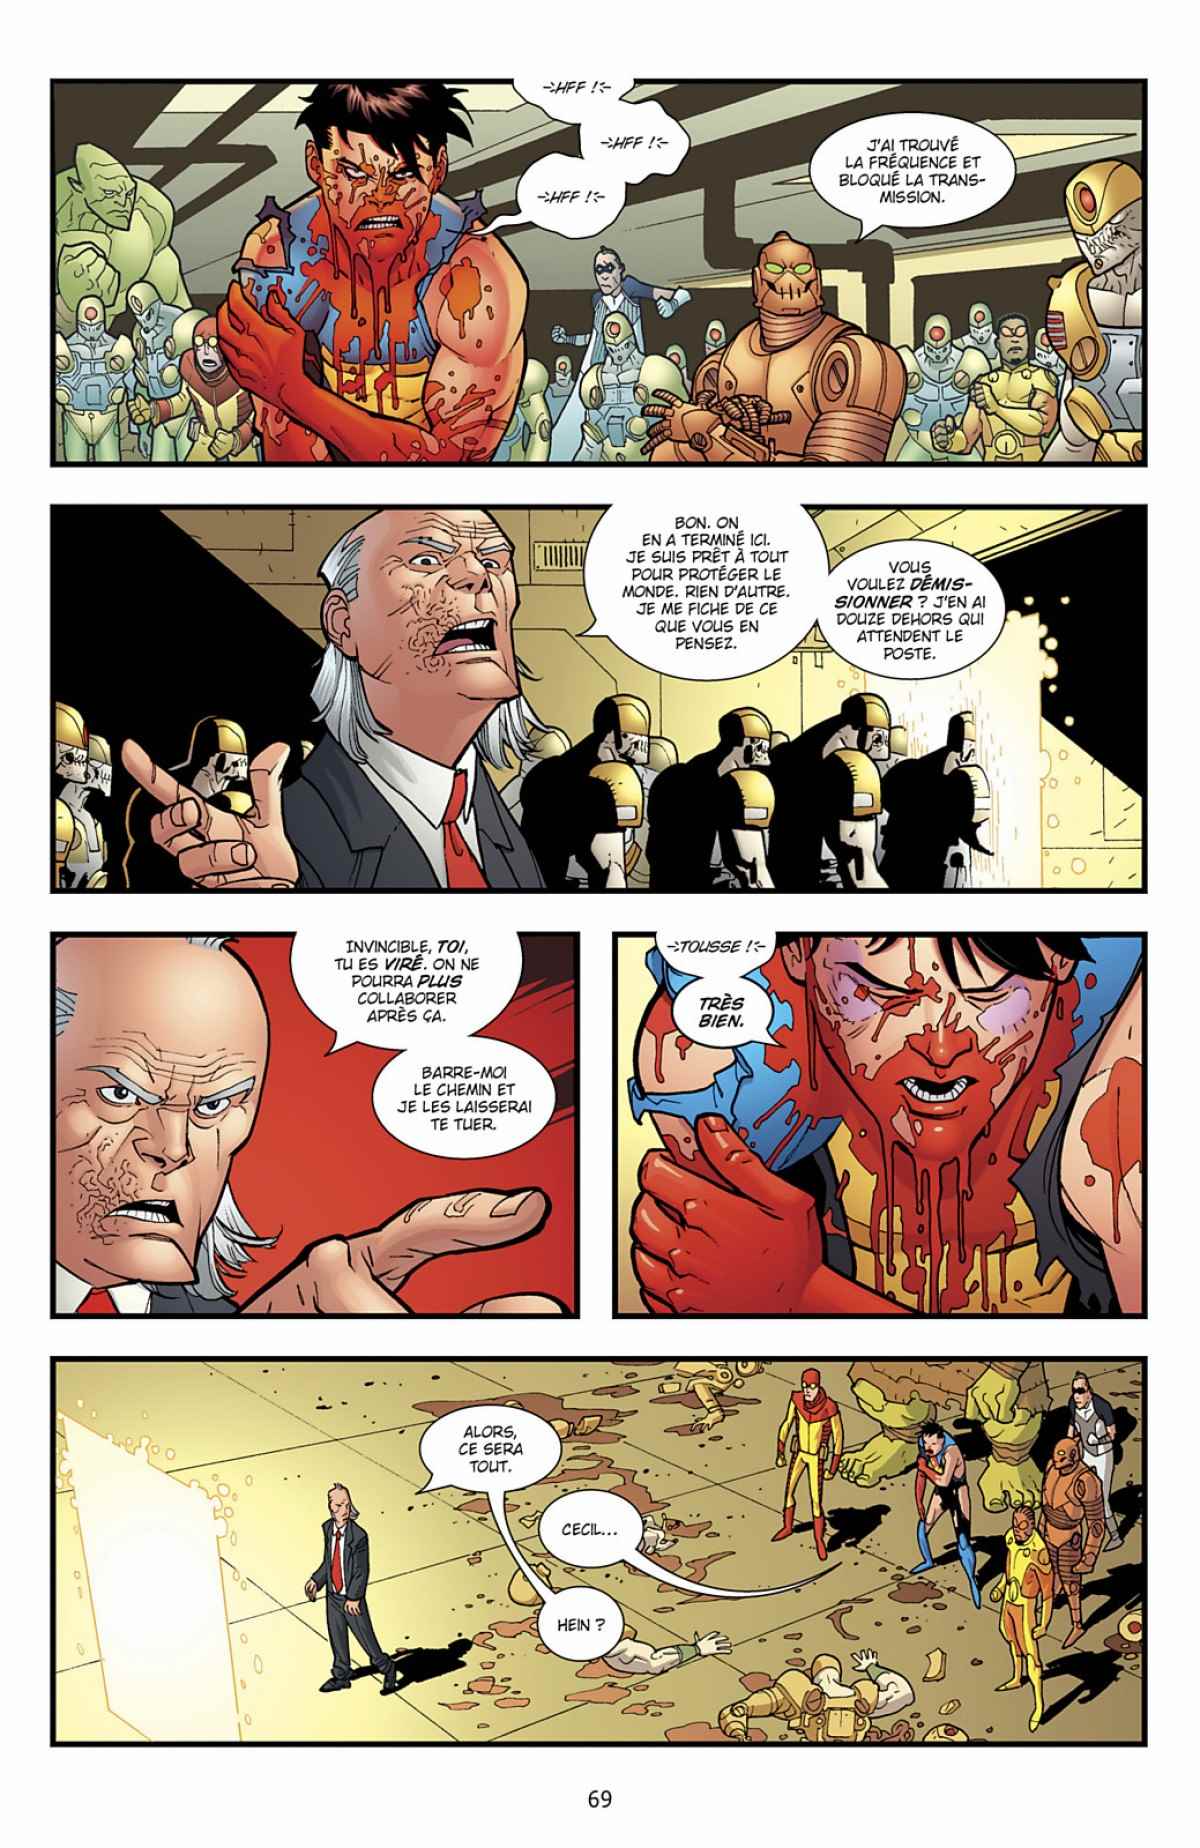 -HFF !-
-HFF !-
-HFF !-
J'AI TROUVÉ
LA FRÉQUENCE ET
BLOQUÉ LA TRANS-
MISSION.
BON. ON
EN A TERMINÉ ICI.
JE SUIS PRÊT À TOUT
POUR PROTÉGER LE
MONDE. RIEN D'AUTRE.
JE ME FICHE DE CE
QUE VOUS EN
PENSEZ.
VOUS
VOULEZ DÉMIS-
SIONNER ? J'EN AI
DOUZE DEHORS QUI
ATTENDENT LE
POSTE.
INVINCIBLE, TOI,
TU ES VIRÉ. ON NE
POURRA PLUS
COLLABORER
APRÈS ÇA.
BARRE-MOI
LE CHEMIN ET
JE LES LAISSERAI
TE TUER.
-TOUSSE !-
TRÈS
BIEN.
ALORS,
CE SERA
TOUT.
CECIL...
HEIN ?
69